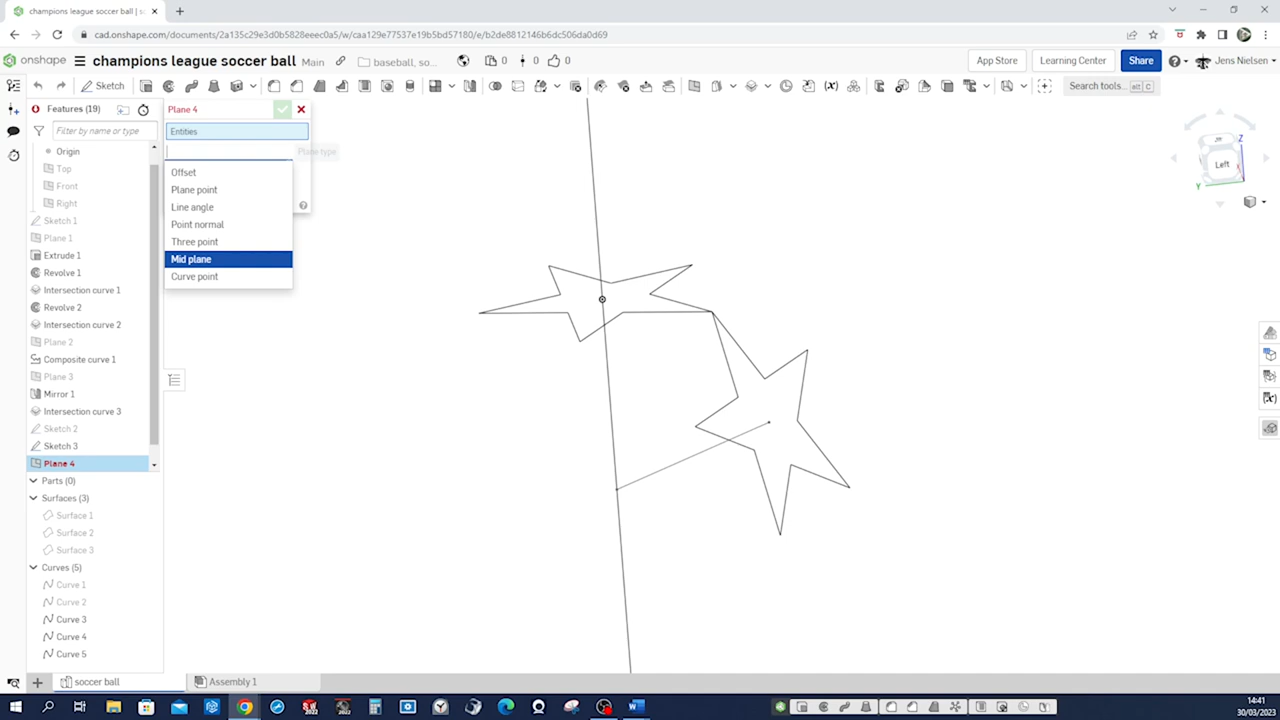 champions league soccer ball | s
cad.onshape.com/documents/2a135c29e3d0b5828eeec0a5/w/caa129e77537e19b5bd57180/e/b2de8812146b6dc506da0d69
onshape champions league soccer ball Main baseball, so... 0 0 0 App Store Learning Center Share Jens Nielsen
Sketch Search tools... alt C
Features (19)
Plane 4
Filter by name or type
Entities
Origin
Plane type
Top
Offset
Front
Plane point
Right
Line angle
Sketch 1
Point normal
Plane 1
Three point
Extrude 1
Mid plane
Revolve 1
Curve point
Intersection curve 1
Revolve 2
Intersection curve 2
Plane 2
Composite curve 1
Plane 3
Mirror 1
Intersection curve 3
Sketch 2
Sketch 3
Plane 4
Parts (0)
Surfaces (3)
Surface 1
Surface 2
Surface 3
Curves (5)
Curve 1
Curve 2
Curve 3
Curve 4
Curve 5
Z
Left
Y
soccer ball Assembly 1
14:41
30/03/2023